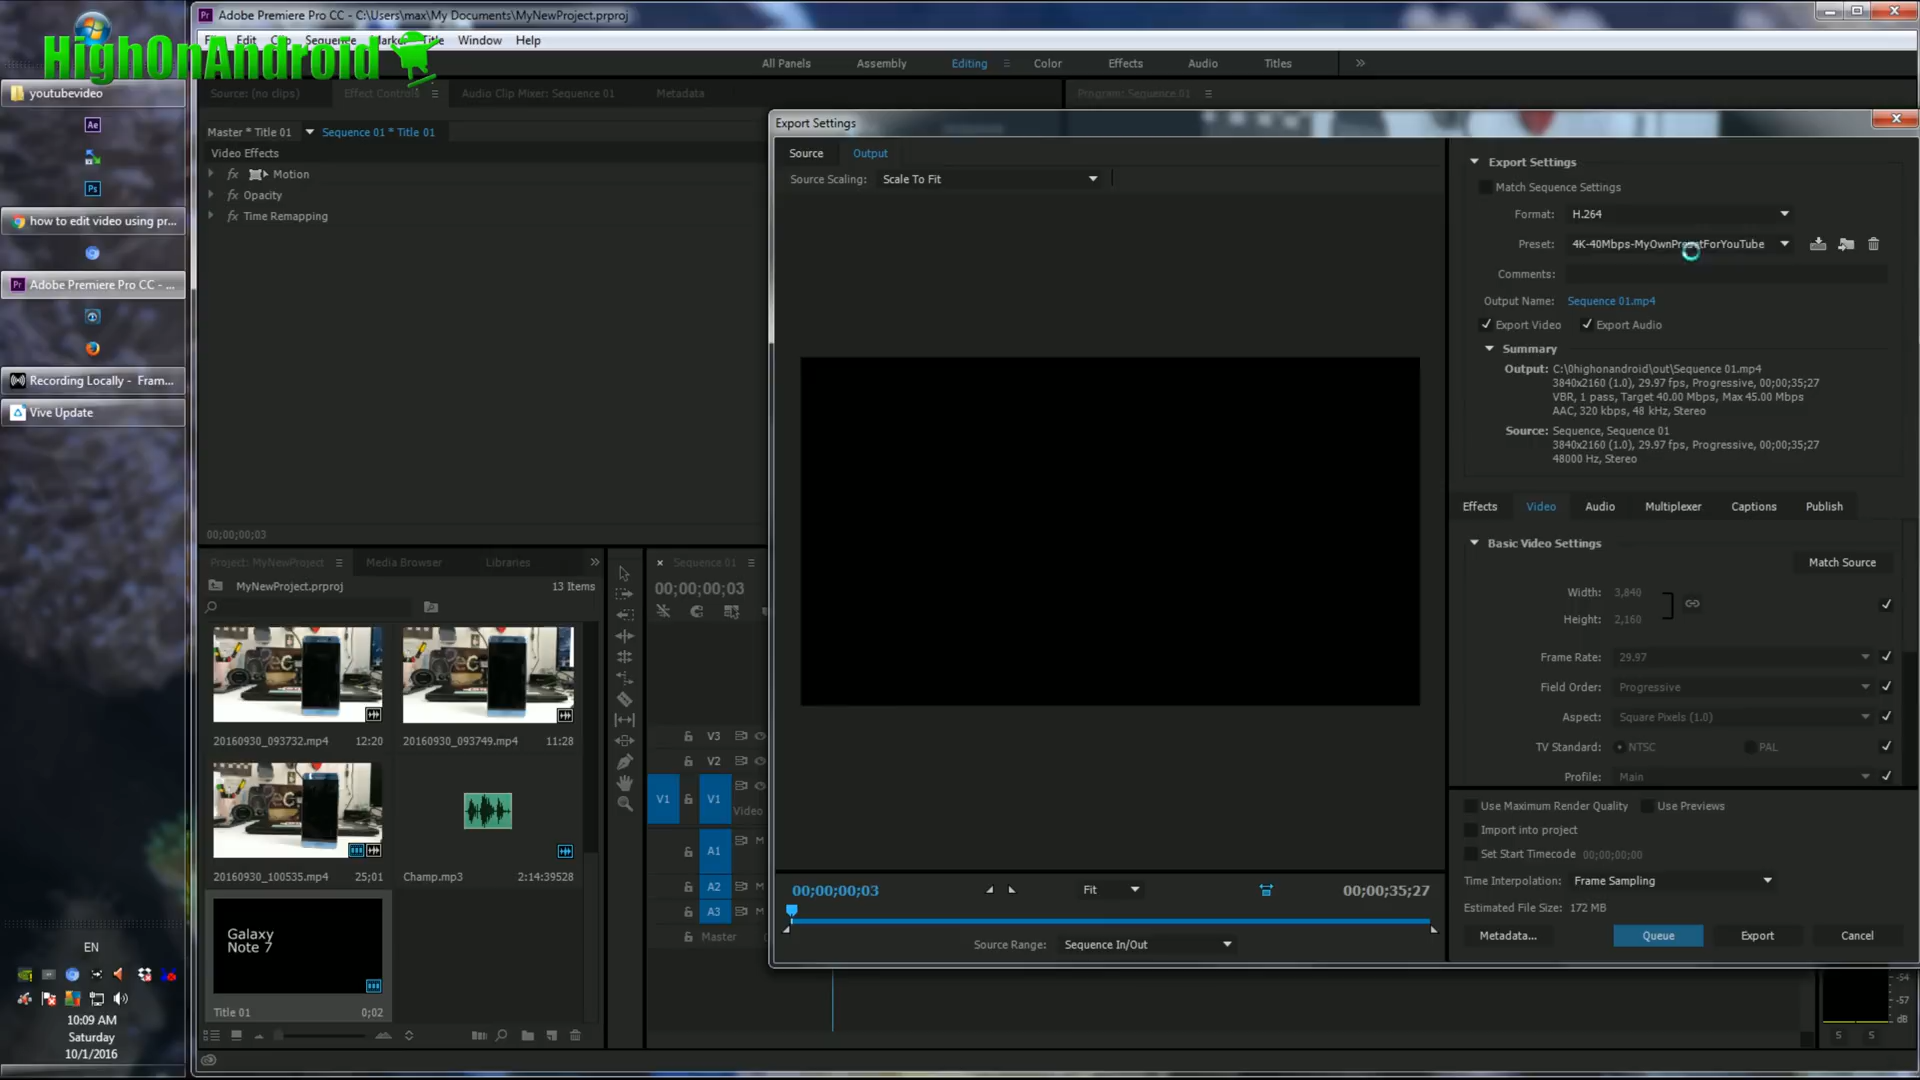 Adobe Premiere Pro CC - C:\Users\max\My Documents\MyNewProject.prproj
Edit Sequence Title Window Help
HighOnAndroid
All Panels Assembly Editing Color Effects Audio Titles
youtubevideo
Ae
Ps
how to edit video using pr...
Pr Adobe Premiere Pro CC - ...
Recording Locally - Fram...
Vive Update
Source: (no clips) Effect Controls Audio Clip Mixer: Sequence 01 Metadata
Program: Sequence 01
Master * Title 01 Sequence 01 * Title 01
Video Effects
fx Motion
fx Opacity
fx Time Remapping
00;00;00;03
Export Settings
Source Output
Source Scaling: Scale To Fit
00;00;00;03 Fit 00;00;35;27
Source Range: Sequence In/Out
Export Settings
Match Sequence Settings
Format: H.264
Preset: 4K-40Mbps-MyOwnPresetForYouTube
Comments:
Output Name: Sequence 01.mp4
Export Video Export Audio
Summary
Output: C:\0highonandroid\out\Sequence 01.mp4
3840x2160 (1.0), 29.97 fps, Progressive, 00;00;35;27
VBR, 1 pass, Target 40.00 Mbps, Max 45.00 Mbps
AAC, 320 kbps, 48 kHz, Stereo
Source: Sequence, Sequence 01
3840x2160 (1.0), 29.97 fps, Progressive, 00;00;35;27
48000 Hz, Stereo
Effects Video Audio Multiplexer Captions Publish
Basic Video Settings
Match Source
Width: 3,840
Height: 2,160
Frame Rate: 29.97
Field Order: Progressive
Aspect: Square Pixels (1.0)
TV Standard: NTSC PAL
Profile: Main
Use Maximum Render Quality Use Previews
Import into project
Set Start Timecode 00;00;00;00
Time Interpolation: Frame Sampling
Estimated File Size: 172 MB
Metadata... Queue Export Cancel
Project: MyNewProject Media Browser Libraries
MyNewProject.prproj 13 Items
20160930_093732.mp4 12:20
20160930_093749.mp4 11:28
20160930_100535.mp4 25;01
Champ.mp3 2:14:39528
Galaxy
Note 7
Title 01 0;02
Sequence 01
00;00;00;03
V3
V2
V1 V1
Video
A1 M
A2 M
A3 M
Master
-54
-57
dB
S S
EN
10:09 AM
Saturday
10/1/2016